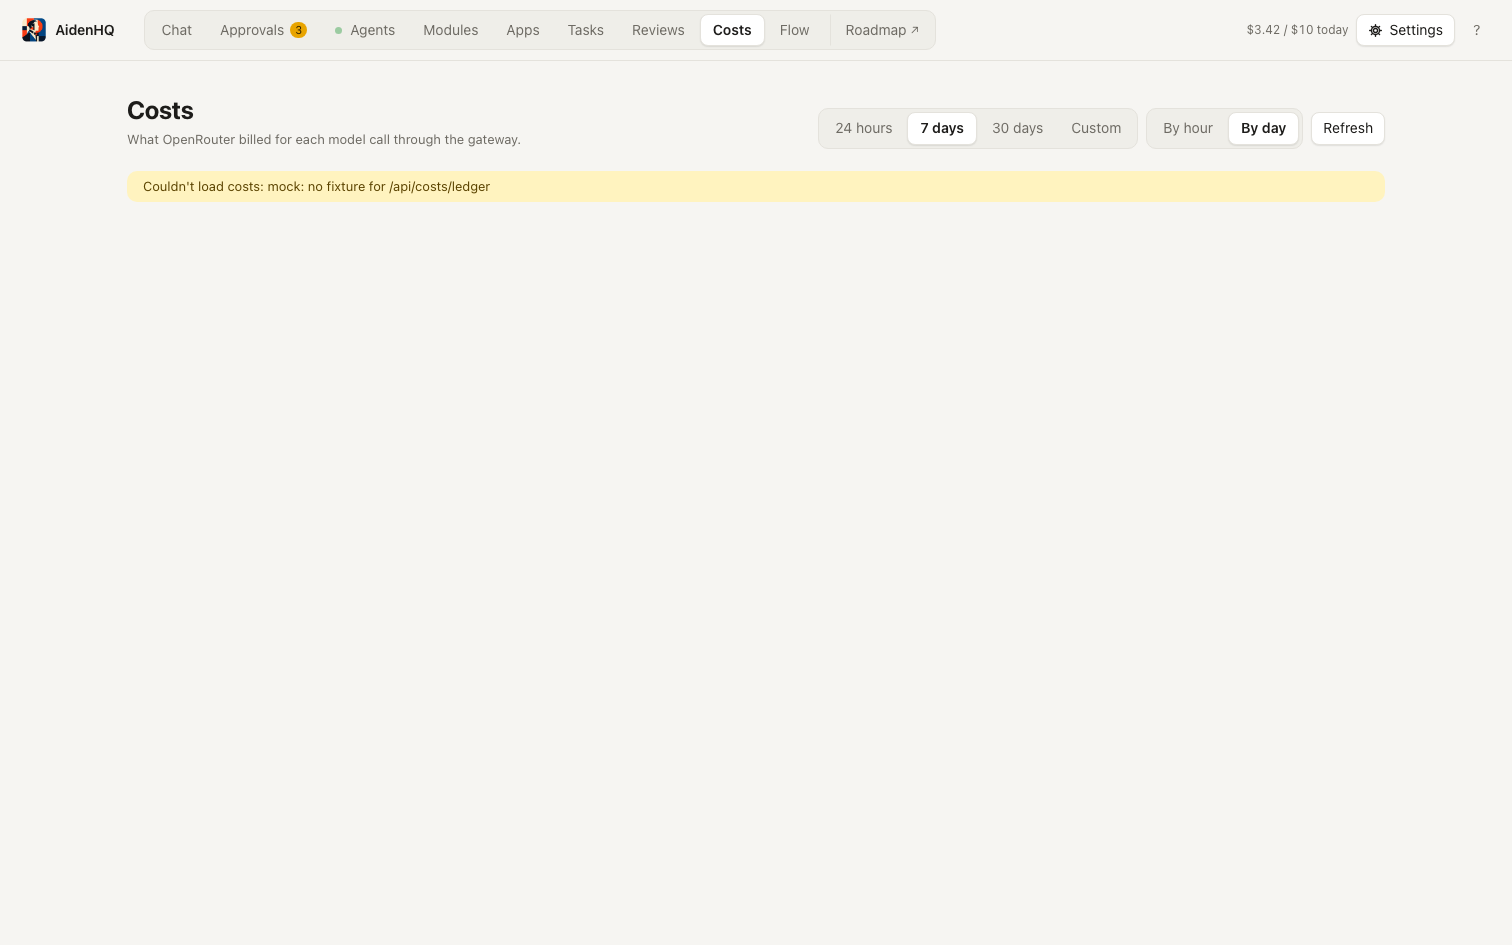 AidenHQ
Chat
Approvals 3
Agents
Modules
Apps
Tasks
Reviews
Costs
Flow
Roadmap ↗
$3.42 / $10 today
Settings
?
Costs
What OpenRouter billed for each model call through the gateway.
24 hours
7 days
30 days
Custom
By hour
By day
Refresh
Couldn't load costs: mock: no fixture for /api/costs/ledger